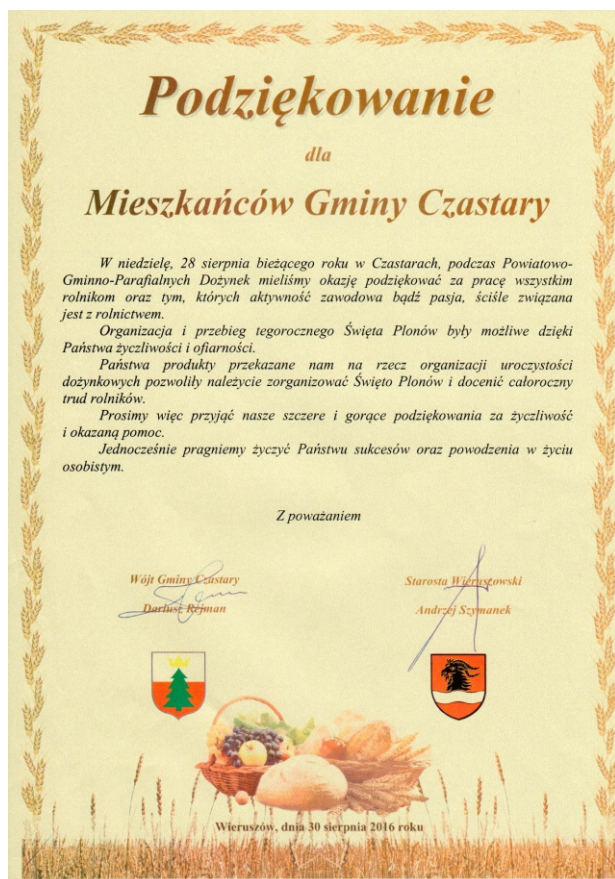 Podziękowanie
dla
Mieszkańców Gminy Czastary
W niedzielę, 28 sierpnia bieżącego roku w Czastarach, podczas Powiatowo-
Gminno-Parafialnych Dożynek mieliśmy okazję podziękować za pracę wszystkim
rolnikom oraz tym, których aktywność zawodowa bądź pasja, ściśle związana
jest z rolnictwem.
Organizacja i przebieg tegorocznego Święta Plonów były możliwe dzięki
Państwa życzliwości i ofiarności.
Państwa produkty przekazane nam na rzecz organizacji uroczystości
dożynkowych pozwoliły należycie zorganizować Święto Plonów i docenić całoroczny
trud rolników.
Prosimy więc przyjąć nasze szczere i gorące podziękowania za życzliwość
i okazaną pomoc.
Jednocześnie pragniemy życzyć Państwu sukcesów oraz powodzenia w życiu
osobistym.
Z poważaniem
Wójt Gminy Czastary
Dariusz Rejman
Starosta Wieruszowski
Andrzej Szymanek
Wieruszów, dnia 30 sierpnia 2016 roku